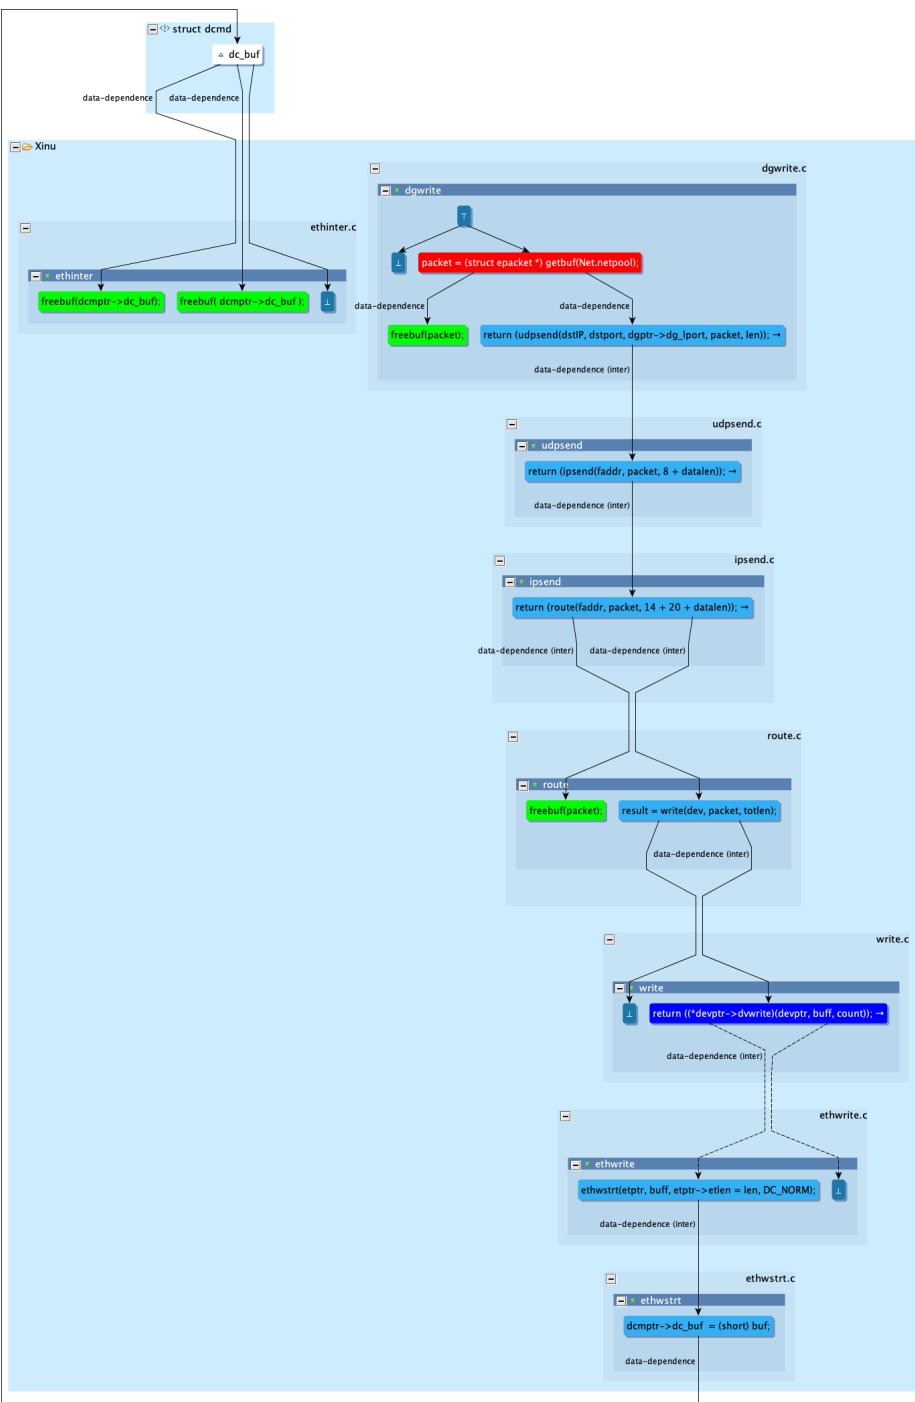 struct dcmd
dc_buf
data-dependence
data-dependence
Xinu
dgwrite.c
dgwrite
⊤
⊥
packet = (struct epacket *) getbuf(Net.netpool);
ethinter.c
ethinter
freebuf(dcmptr->dc_buf);
freebuf( dcmptr->dc_buf );
⊥
data-dependence
data-dependence
freebuf(packet);
return (udpsend(dstIP, dstport, dgptr->dg_lport, packet, len)); →
data-dependence (inter)
udpsend.c
udpsend
return (ipsend(faddr, packet, 8 + datalen)); →
data-dependence (inter)
ipsend.c
ipsend
return (route(faddr, packet, 14 + 20 + datalen)); →
data-dependence (inter)
data-dependence (inter)
route.c
route
freebuf(packet);
result = write(dev, packet, totlen);
data-dependence (inter)
write.c
write
⊥
return ((*devptr->dvwrite)(devptr, buff, count)); →
data-dependence (inter)
ethwrite.c
ethwrite
ethwstrt(etptr, buff, etptr->etlen = len, DC_NORM);
⊥
data-dependence (inter)
ethwstrt.c
ethwstrt
dcmptr->dc_buf  = (short) buf;
data-dependence